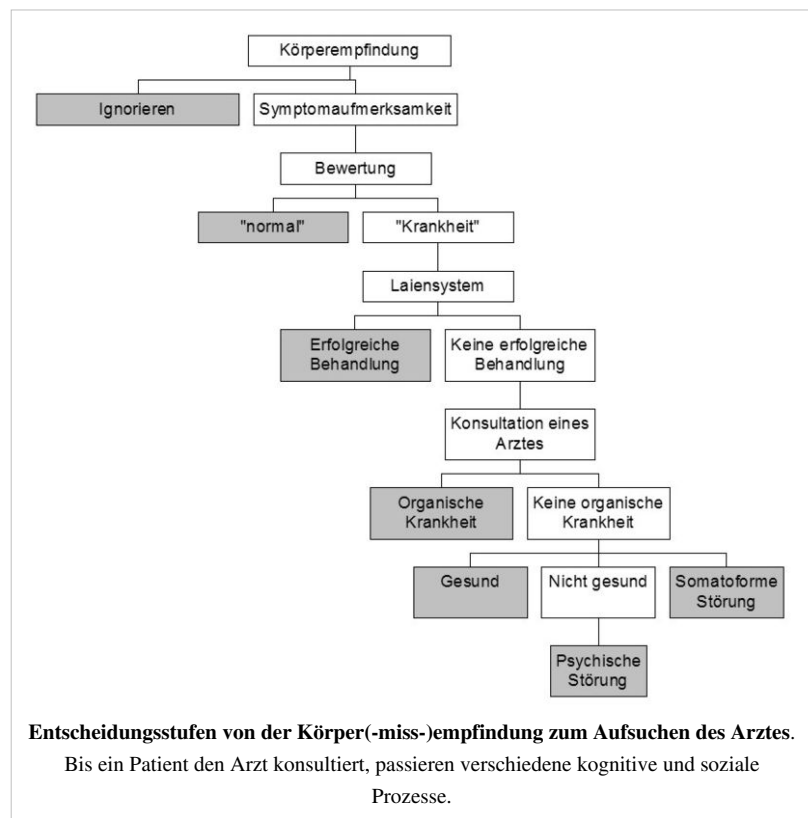 Körperempfindung
Ignorieren
Symptomaufmerksamkeit
Bewertung
"normal"
"Krankheit"
Laiensystem
Erfolgreiche
Behandlung
Keine erfolgreiche
Behandlung
Konsultation eines
Arztes
Organische
Krankheit
Keine organische
Krankheit
Gesund
Nicht gesund
Somatoforme
Störung
Psychische
Störung
Entscheidungsstufen von der Körper(-miss-)empfindung zum Aufsuchen des Arztes.
Bis ein Patient den Arzt konsultiert, passieren verschiedene kognitive und soziale
Prozesse.